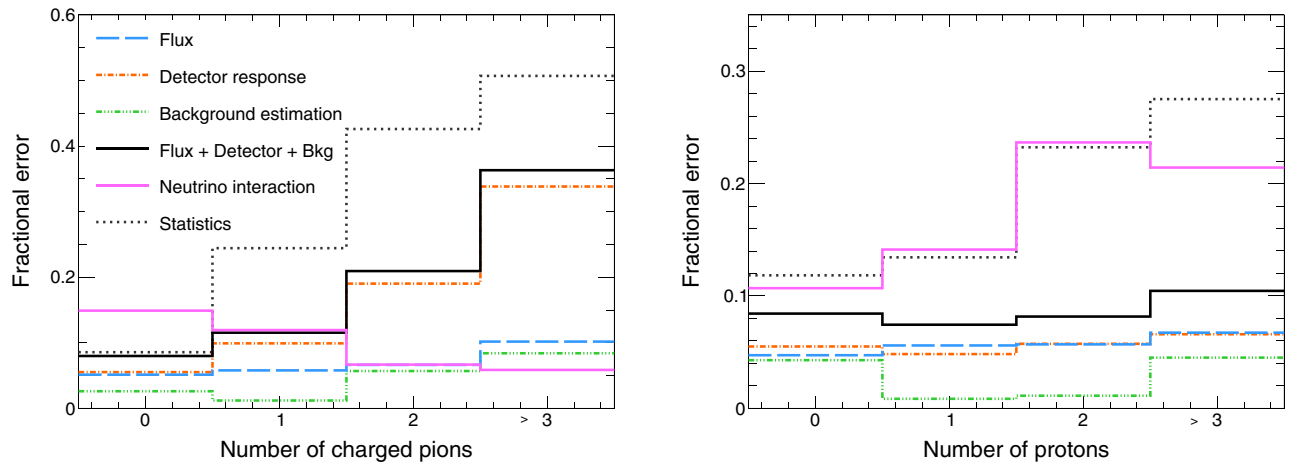 0.6
0.4
0.2
0
Fractional error
Flux
Detector response
Background estimation
Flux + Detector + Bkg
Neutrino interaction
Statistics
0 1 2 > 3
Number of charged pions
0.3
0.2
0.1
0
Fractional error
0 1 2 > 3
Number of protons